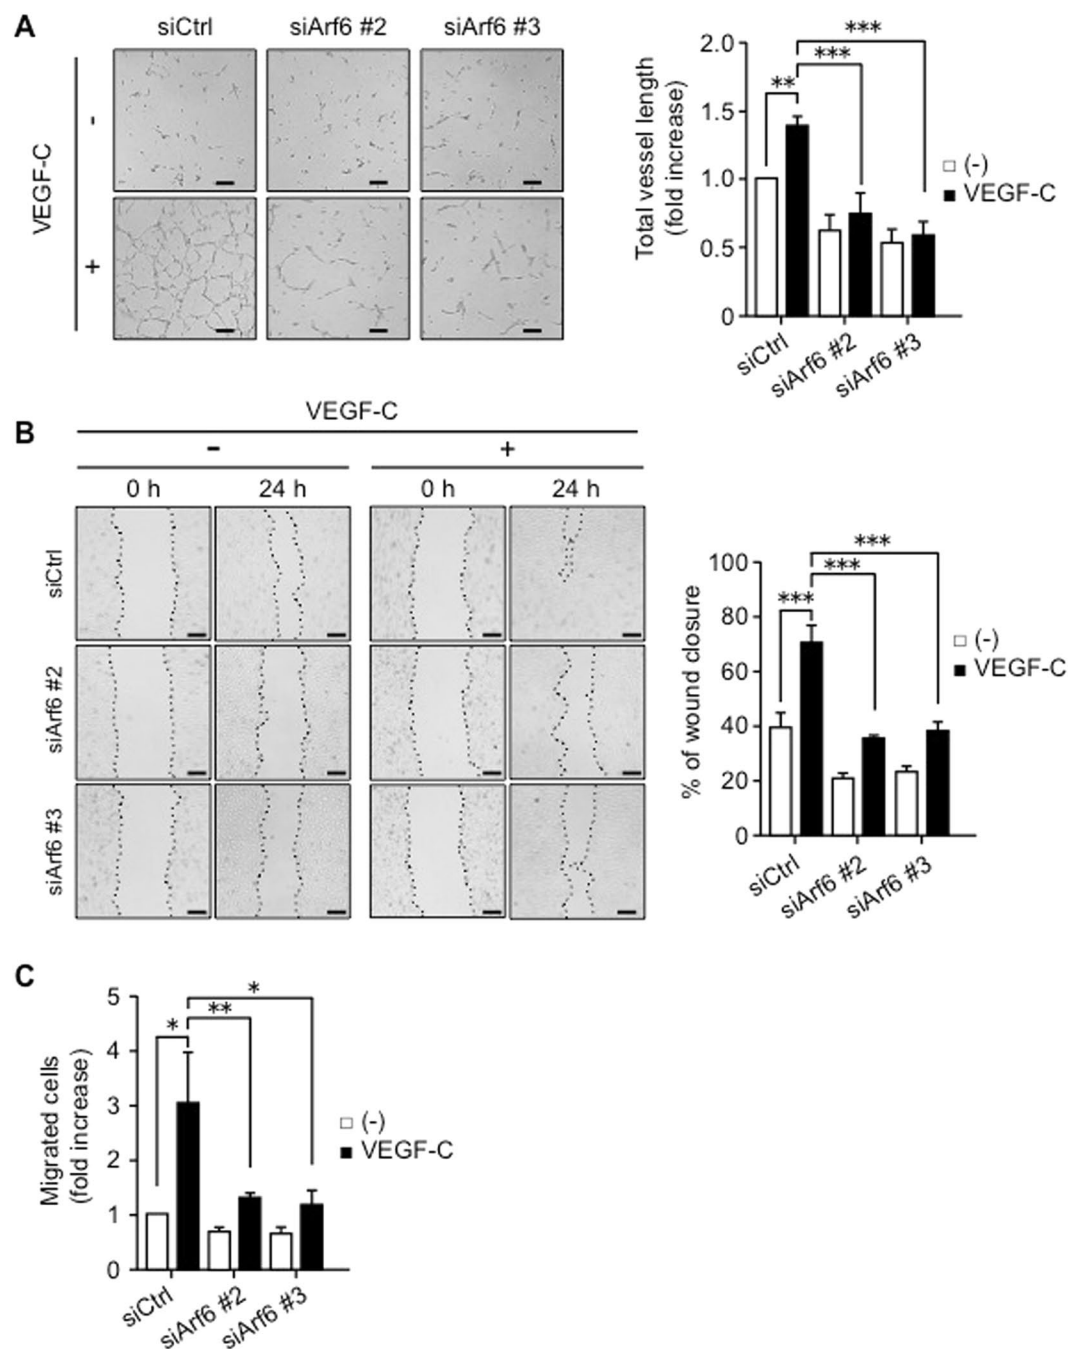 A
siCtrl siArf6 #2 siArf6 #3
VEGF-C
-
+
Total vessel length
(fold increase)
2.0
1.5
1.0
0.5
0
**
***
***
(-)
VEGF-C
siCtrl
siArf6 #2
siArf6 #3
B
VEGF-C
- +
0 h 24 h 0 h 24 h
siCtrl
siArf6 #2
siArf6 #3
% of wound closure
100
80
60
40
20
0
***
***
***
(-)
VEGF-C
siCtrl
siArf6 #2
siArf6 #3
C
Migrated cells
(fold increase)
5
4
3
2
1
0
*
**
*
(-)
VEGF-C
siCtrl
siArf6 #2
siArf6 #3